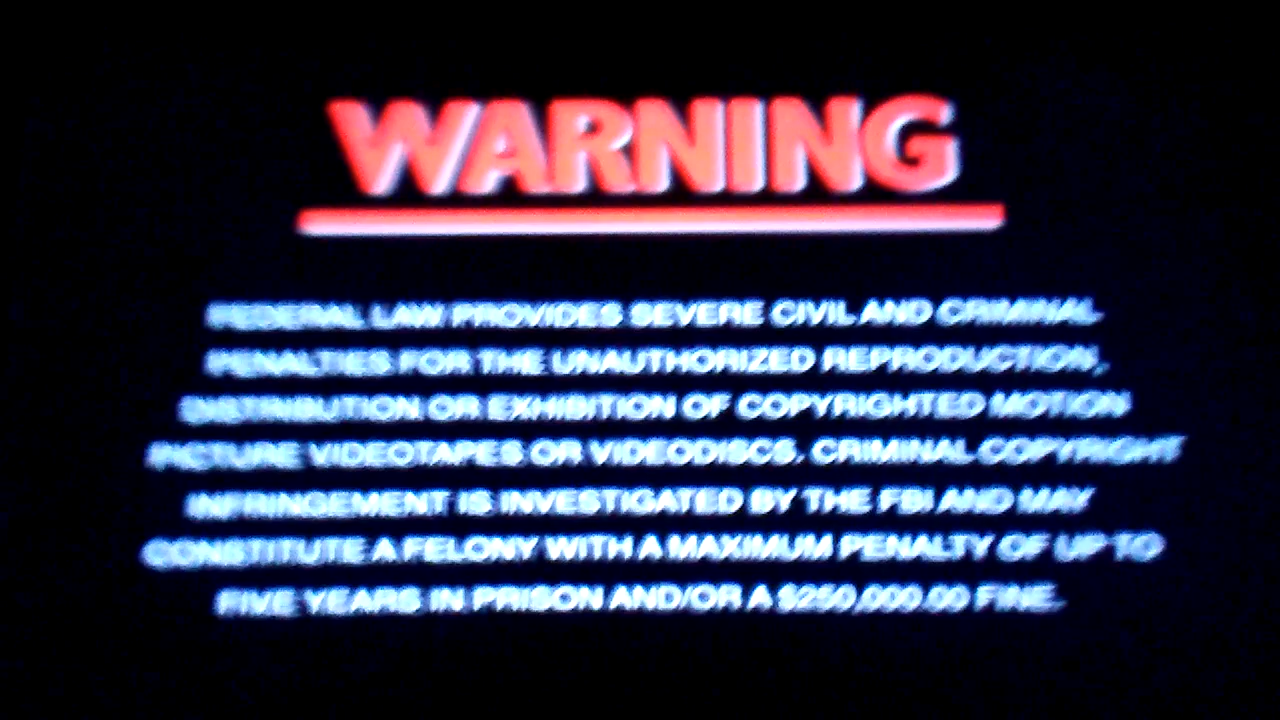 WARNING
FEDERAL LAW PROVIDES SEVERE CIVIL AND CRIMINAL
PENALTIES FOR THE UNAUTHORIZED REPRODUCTION,
DISTRIBUTION OR EXHIBITION OF COPYRIGHTED MOTION
PICTURE VIDEOTAPES OR VIDEODISCS. CRIMINAL COPYRIGHT
INFRINGEMENT IS INVESTIGATED BY THE FBI AND MAY
CONSTITUTE A FELONY WITH A MAXIMUM PENALTY OF UP TO
FIVE YEARS IN PRISON AND/OR A $250,000.00 FINE.